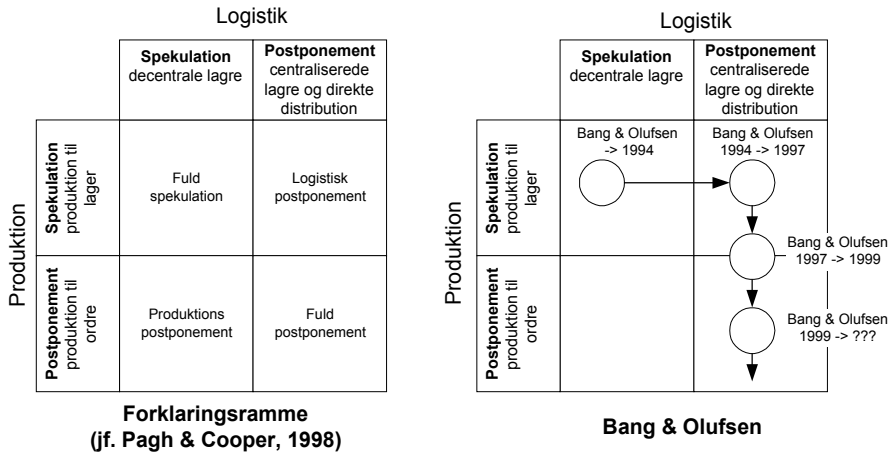 Logistik
Spekulation
decentrale lagre
Postponement
centraliserede
lagre og direkte
distribution
Produktion
Spekulation
produktion til
lager
Fuld
spekulation
Logistisk
postponement
Postponement
produktion til
ordre
Produktions
postponement
Fuld
postponement
Forklaringsramme
(jf. Pagh & Cooper, 1998)
Logistik
Spekulation
decentrale lagre
Postponement
centraliserede
lagre og direkte
distribution
Produktion
Spekulation
produktion til
lager
Bang & Olufsen
-> 1994
Bang & Olufsen
1994 -> 1997
Bang & Olufsen
1997 -> 1999
Postponement
produktion til
ordre
Bang & Olufsen
1999 -> ???
Bang & Olufsen